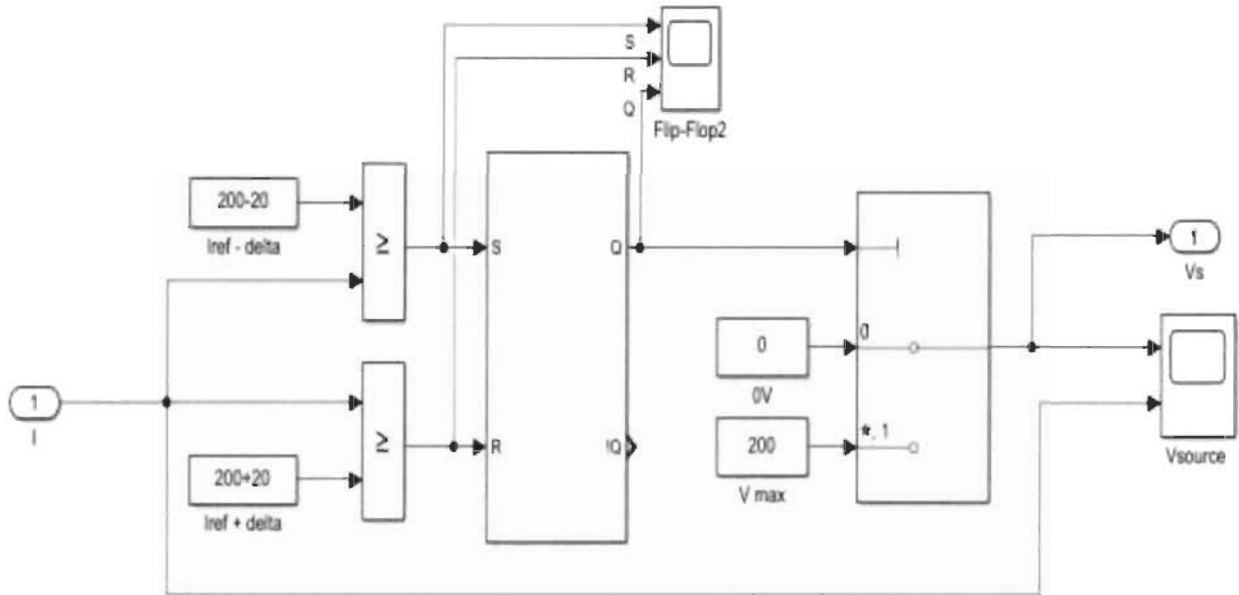 S
R
Q
Flip-Flop2
200-20
Iref - delta
≥
S
Q
1
Vs
0
0V
0
1
I
≥
R
!Q
200
V max
*, 1
Vsource
200+20
Iref + delta